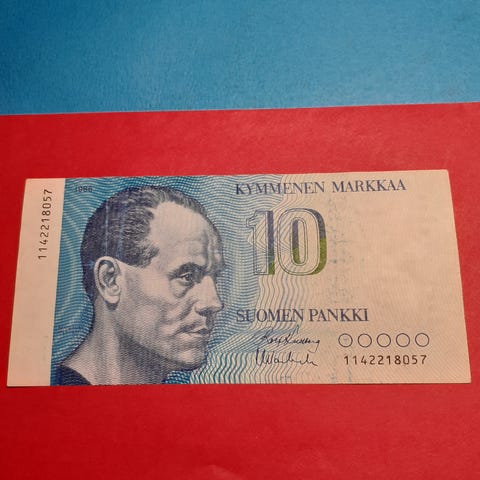 1986
1142218057
KYMMENEN MARKKAA
10
SUOMEN PANKKI
1142218057